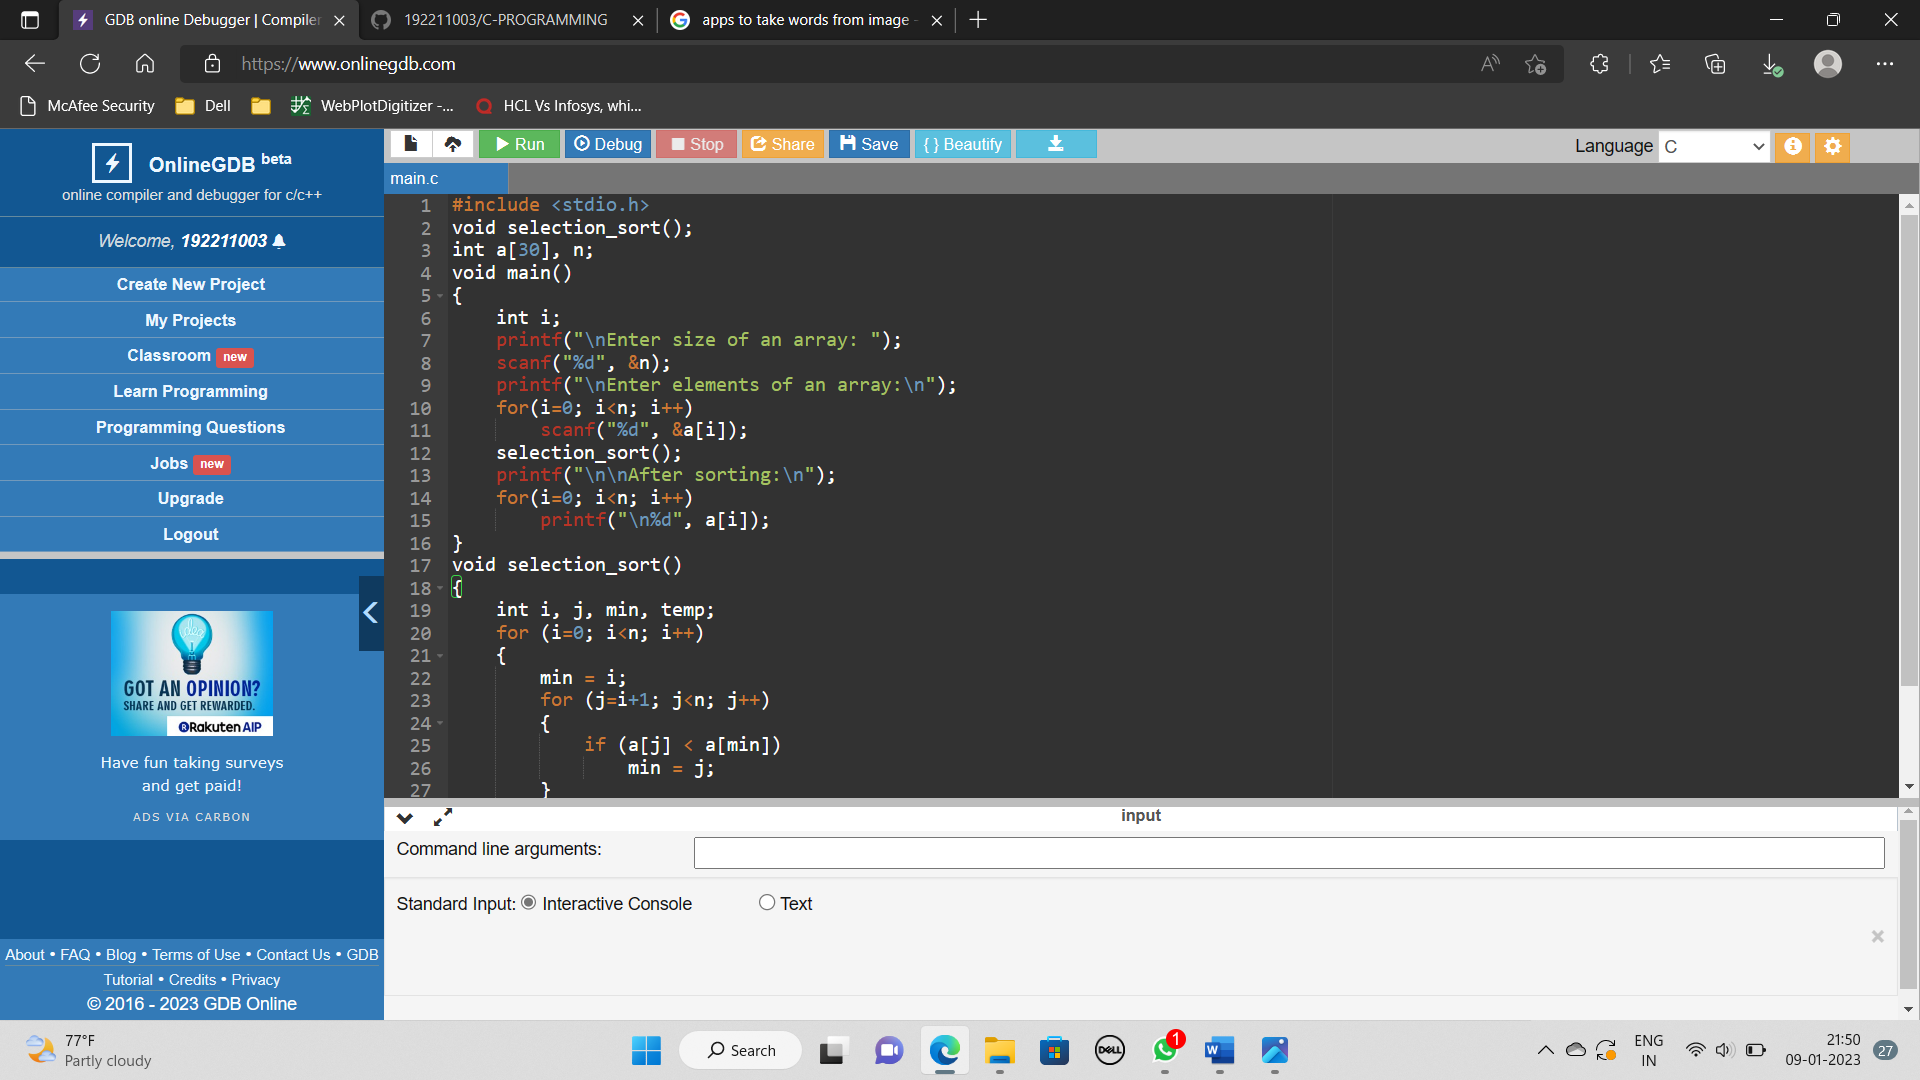 GDB online Debugger | Compiler
192211003/C-PROGRAMMING
apps to take words from image -
https://www.onlinegdb.com
McAfee Security
Dell
WebPlotDigitizer -...
HCL Vs Infosys, whi...
OnlineGDB beta
online compiler and debugger for c/c++
Welcome, 192211003
Create New Project
My Projects
Classroom new
Learn Programming
Programming Questions
Jobs new
Upgrade
Logout
GOT AN OPINION?
SHARE AND GET REWARDED.
Rakuten AIP
Have fun taking surveys
and get paid!
ADS VIA CARBON
About • FAQ • Blog • Terms of Use • Contact Us • GDB
Tutorial • Credits • Privacy
© 2016 - 2023 GDB Online
Run
Debug
Stop
Share
Save
{ } Beautify
Language C
main.c
1 #include <stdio.h>
2 void selection_sort();
3 int a[30], n;
4 void main()
5 {
6 int i;
7 printf("\nEnter size of an array: ");
8 scanf("%d", &n);
9 printf("\nEnter elements of an array:\n");
10 for(i=0; i<n; i++)
11 scanf("%d", &a[i]);
12 selection_sort();
13 printf("\n\nAfter sorting:\n");
14 for(i=0; i<n; i++)
15 printf("\n%d", a[i]);
16 }
17 void selection_sort()
18 {
19 int i, j, min, temp;
20 for (i=0; i<n; i++)
21 {
22 min = i;
23 for (j=i+1; j<n; j++)
24 {
25 if (a[j] < a[min])
26 min = j;
27 }
input
Command line arguments:
Standard Input: Interactive Console Text
77°F
Partly cloudy
Search
DELL
1
W
ENG
IN
21:50
09-01-2023
27